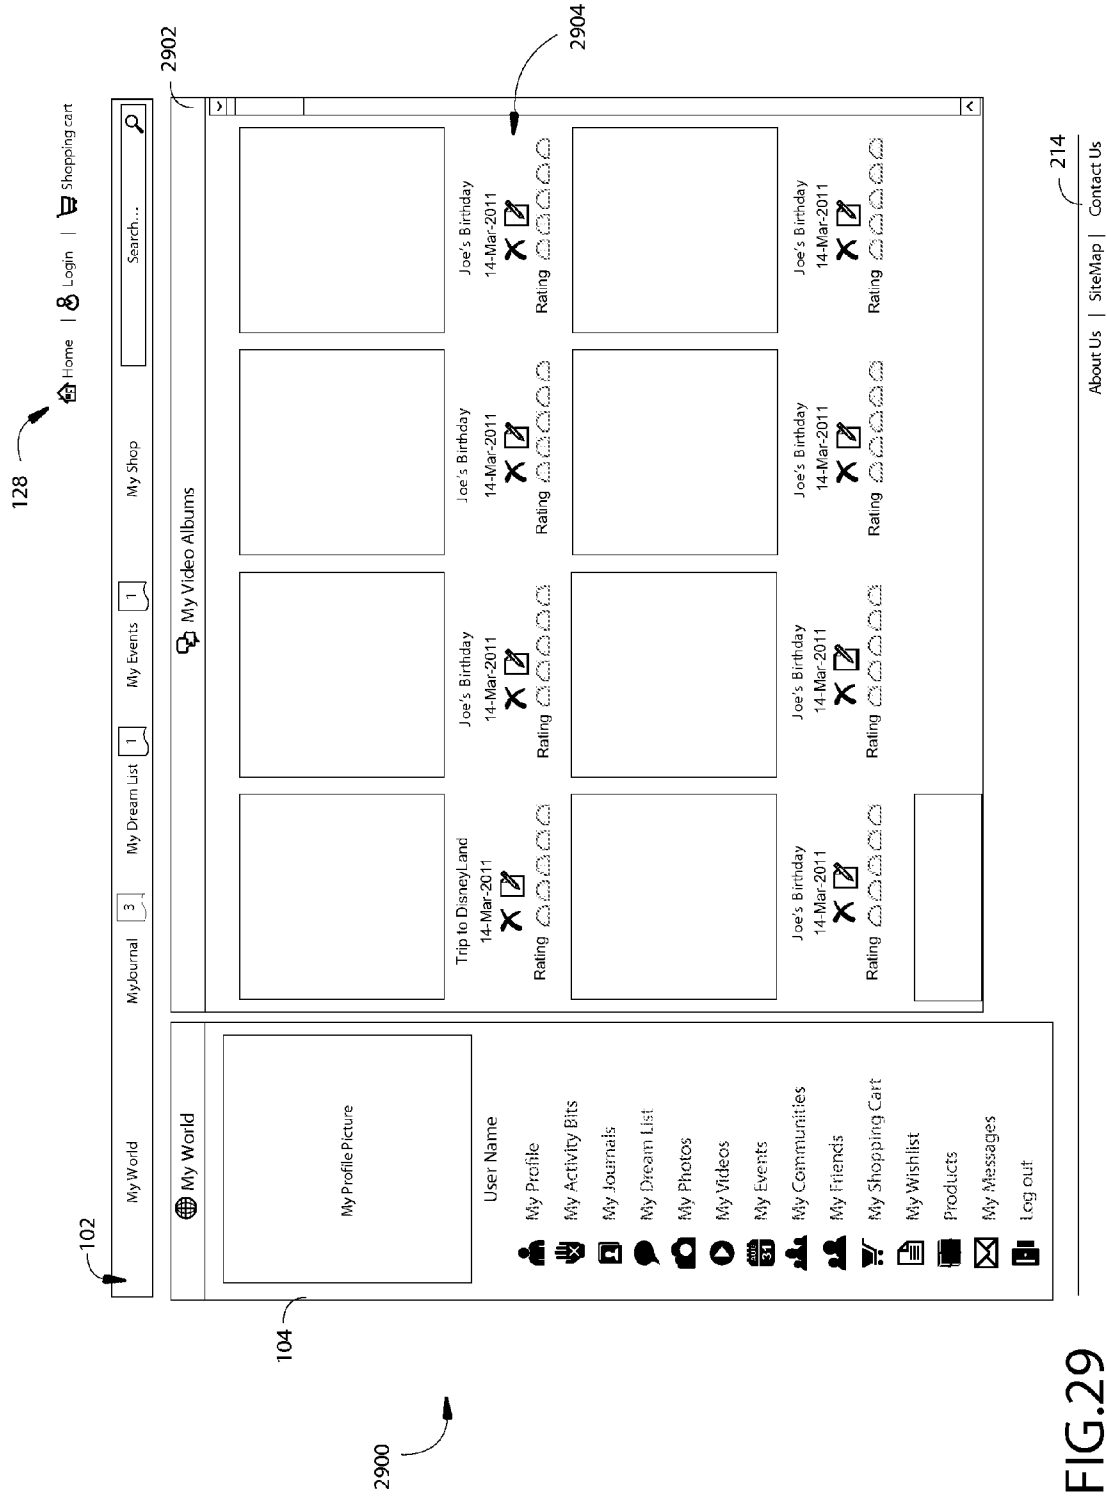 128
Home | Login | Shopping cart
102
My World MyJournal 3 My Dream List 1 My Events 1 My Shop Search...
104
2902
My World
My Profile Picture
User Name
My Profile
My Activity Bits
My Journals
My Dream List
My Photos
My Videos
AUG
31
My Events
My Communities
My Friends
My Shopping Cart
My Wishlist
Products
My Messages
Log out
My Video Albums
Trip to DisneyLand
14-Mar-2011
Rating
Joe's Birthday
14-Mar-2011
Rating
Joe's Birthday
14-Mar-2011
Rating
Joe's Birthday
14-Mar-2011
Rating
2904
Joe's Birthday
14-Mar-2011
Rating
Joe's Birthday
14-Mar-2011
Rating
Joe's Birthday
14-Mar-2011
Rating
Joe's Birthday
14-Mar-2011
Rating
2900
214
About Us | SiteMap | Contact Us
FIG.29